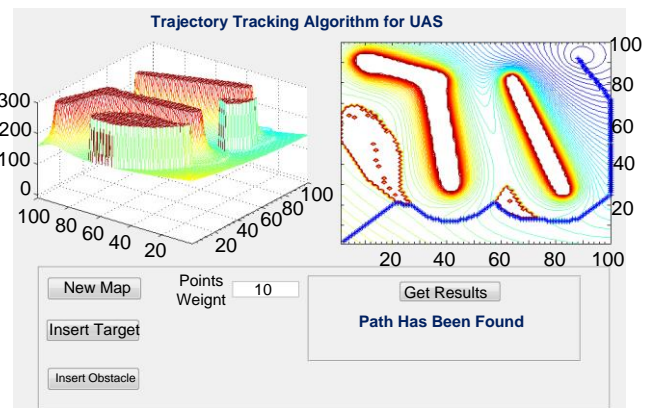 Trajectory Tracking Algorithm for UAS
300
200
100
0
100 80 60 40 20
20 40 60 80 100
100
80
60
40
20
20 40 60 80 100
New Map
Points
Weignt
10
Get Results
Insert Target
Path Has Been Found
Insert Obstacle